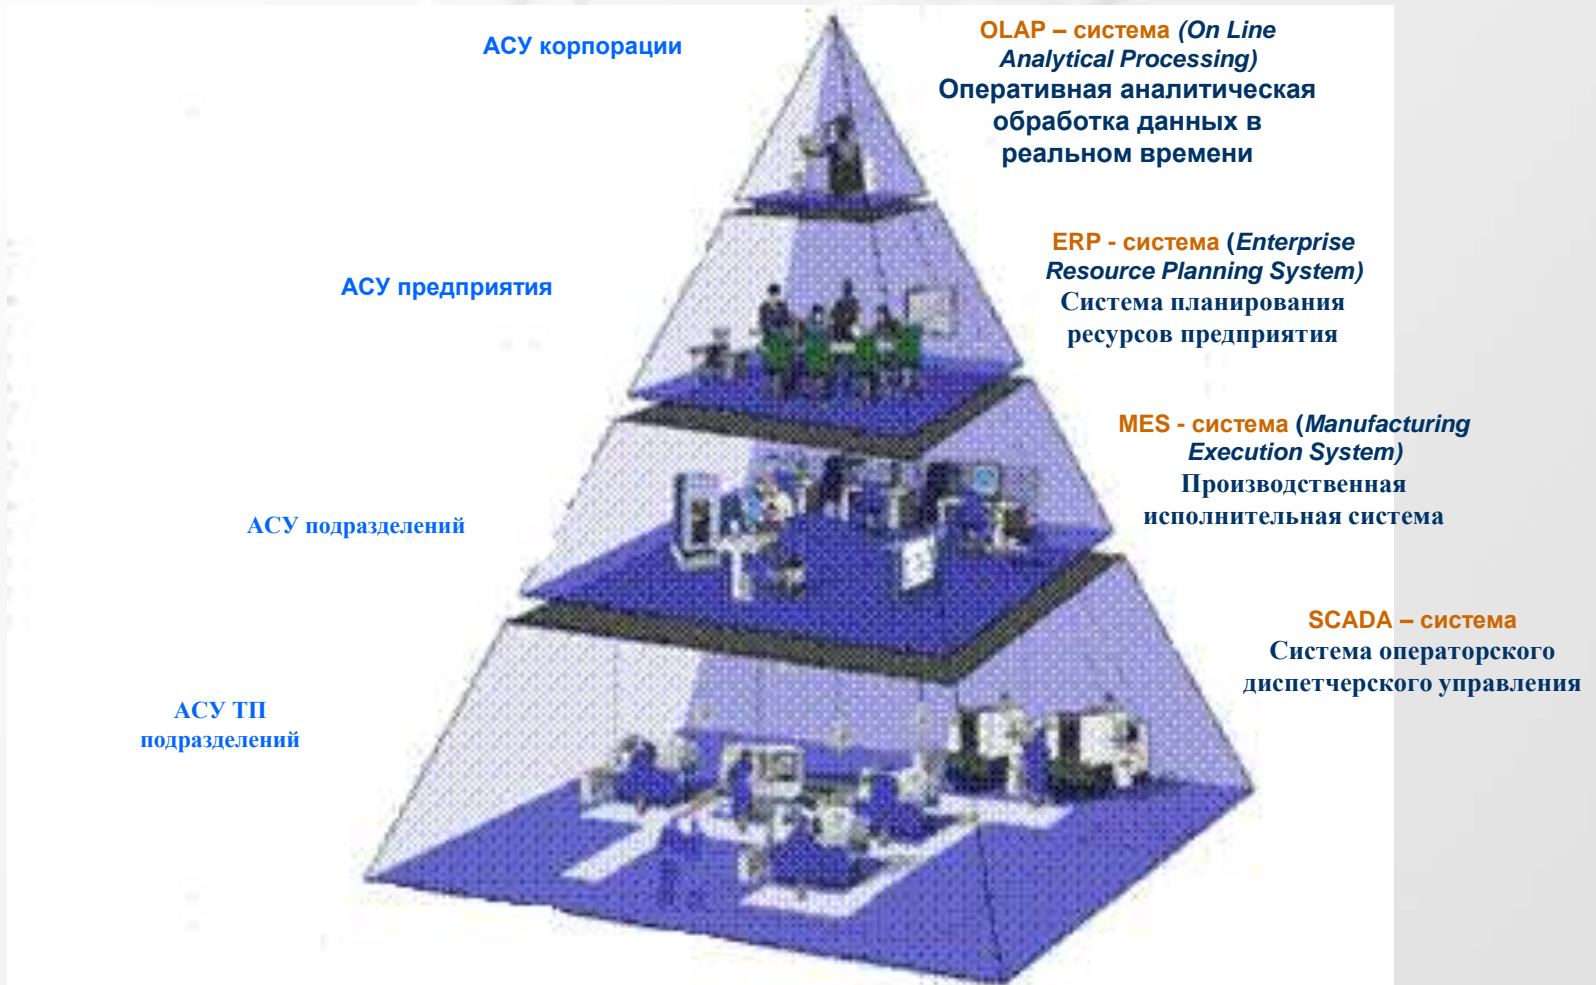 АСУ корпорации
OLAP – система (On Line
Analytical Processing)
Оперативная аналитическая
обработка данных в
реальном времени
АСУ предприятия
ERP - система (Enterprise
Resource Planning System)
Система планирования
ресурсов предприятия
MES - система (Manufacturing
Execution System)
Производственная
исполнительная система
АСУ подразделений
SCADA – система
Система операторского
диспетчерского управления
АСУ ТП
подразделений